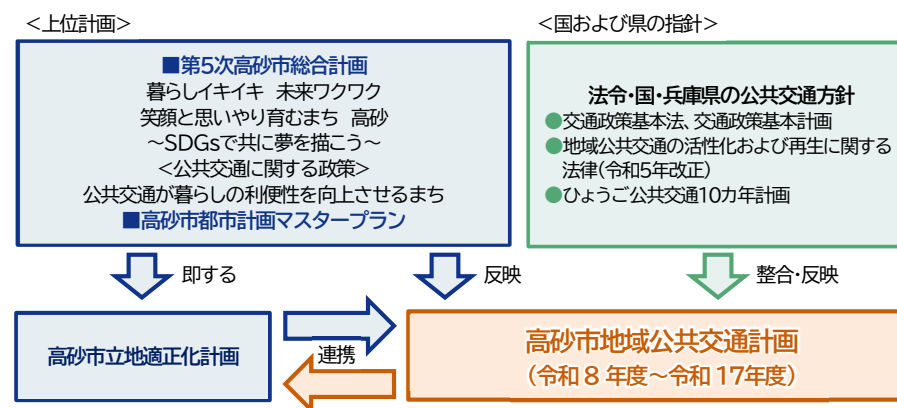 ＜上位計画＞
■第5次高砂市総合計画
暮らしイキイキ 未来ワクワク
笑顔と思いやり育むまち 高砂
～SDGsで共に夢を描こう～
＜公共交通に関する政策＞
公共交通が暮らしの利便性を向上させるまち
■高砂市都市計画マスタープラン
＜国および県の指針＞
法令・国・兵庫県の公共交通方針
●交通政策基本法、交通政策基本計画
●地域公共交通の活性化および再生に関する
法律（令和5年改正）
●ひょうご公共交通10カ年計画
即する
反映
整合・反映
高砂市立地適正化計画
連携
高砂市地域公共交通計画
（令和 8 年度～令和 17年度）